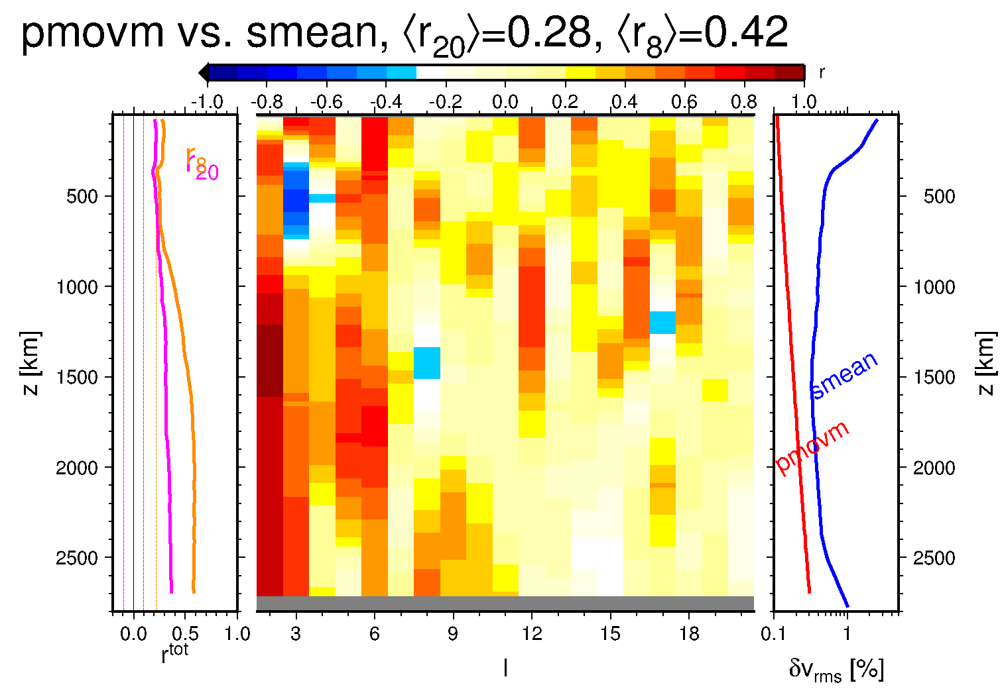 pmovm vs. smean, ⟨r20⟩=0.28, ⟨r8⟩=0.42
r
-1.0 -0.8 -0.6 -0.4 -0.2 0.0 0.2 0.4 0.6 0.8 1.0
r8
r20
500 500
1000 1000
1500 1500
2000 2000
2500 2500
z [km]
z [km]
smean
pmovm
0.0 0.5 1.0
3 6 9 12 15 18
0.1 1
rtot
l
δvrms [%]